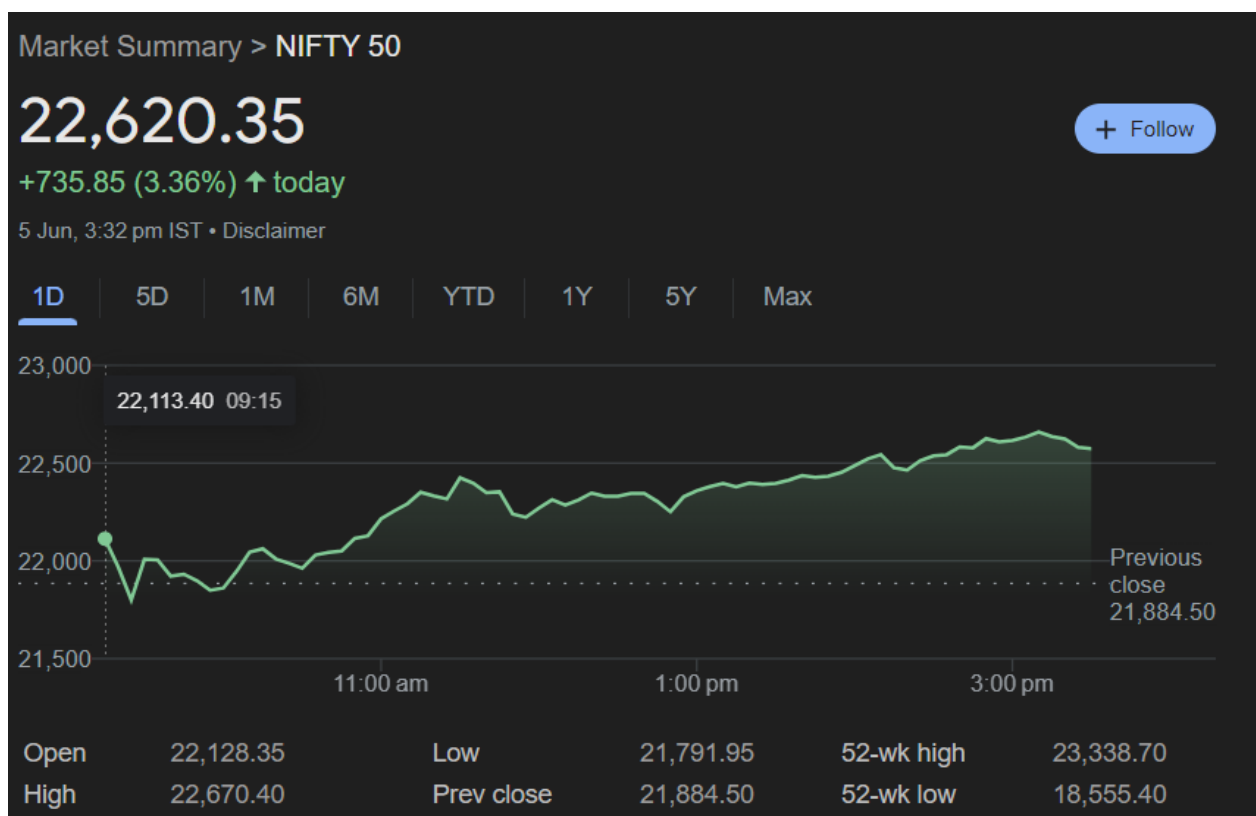 Market Summary > NIFTY 50
22,620.35
+ Follow
+735.85 (3.36%) ↑ today
5 Jun, 3:32 pm IST • Disclaimer
1D 5D 1M 6M YTD 1Y 5Y Max
23,000
22,113.40 09:15
22,500
22,000
Previous
close
21,884.50
21,500
11:00 am 1:00 pm 3:00 pm
Open 22,128.35 Low 21,791.95 52-wk high 23,338.70
High 22,670.40 Prev close 21,884.50 52-wk low 18,555.40